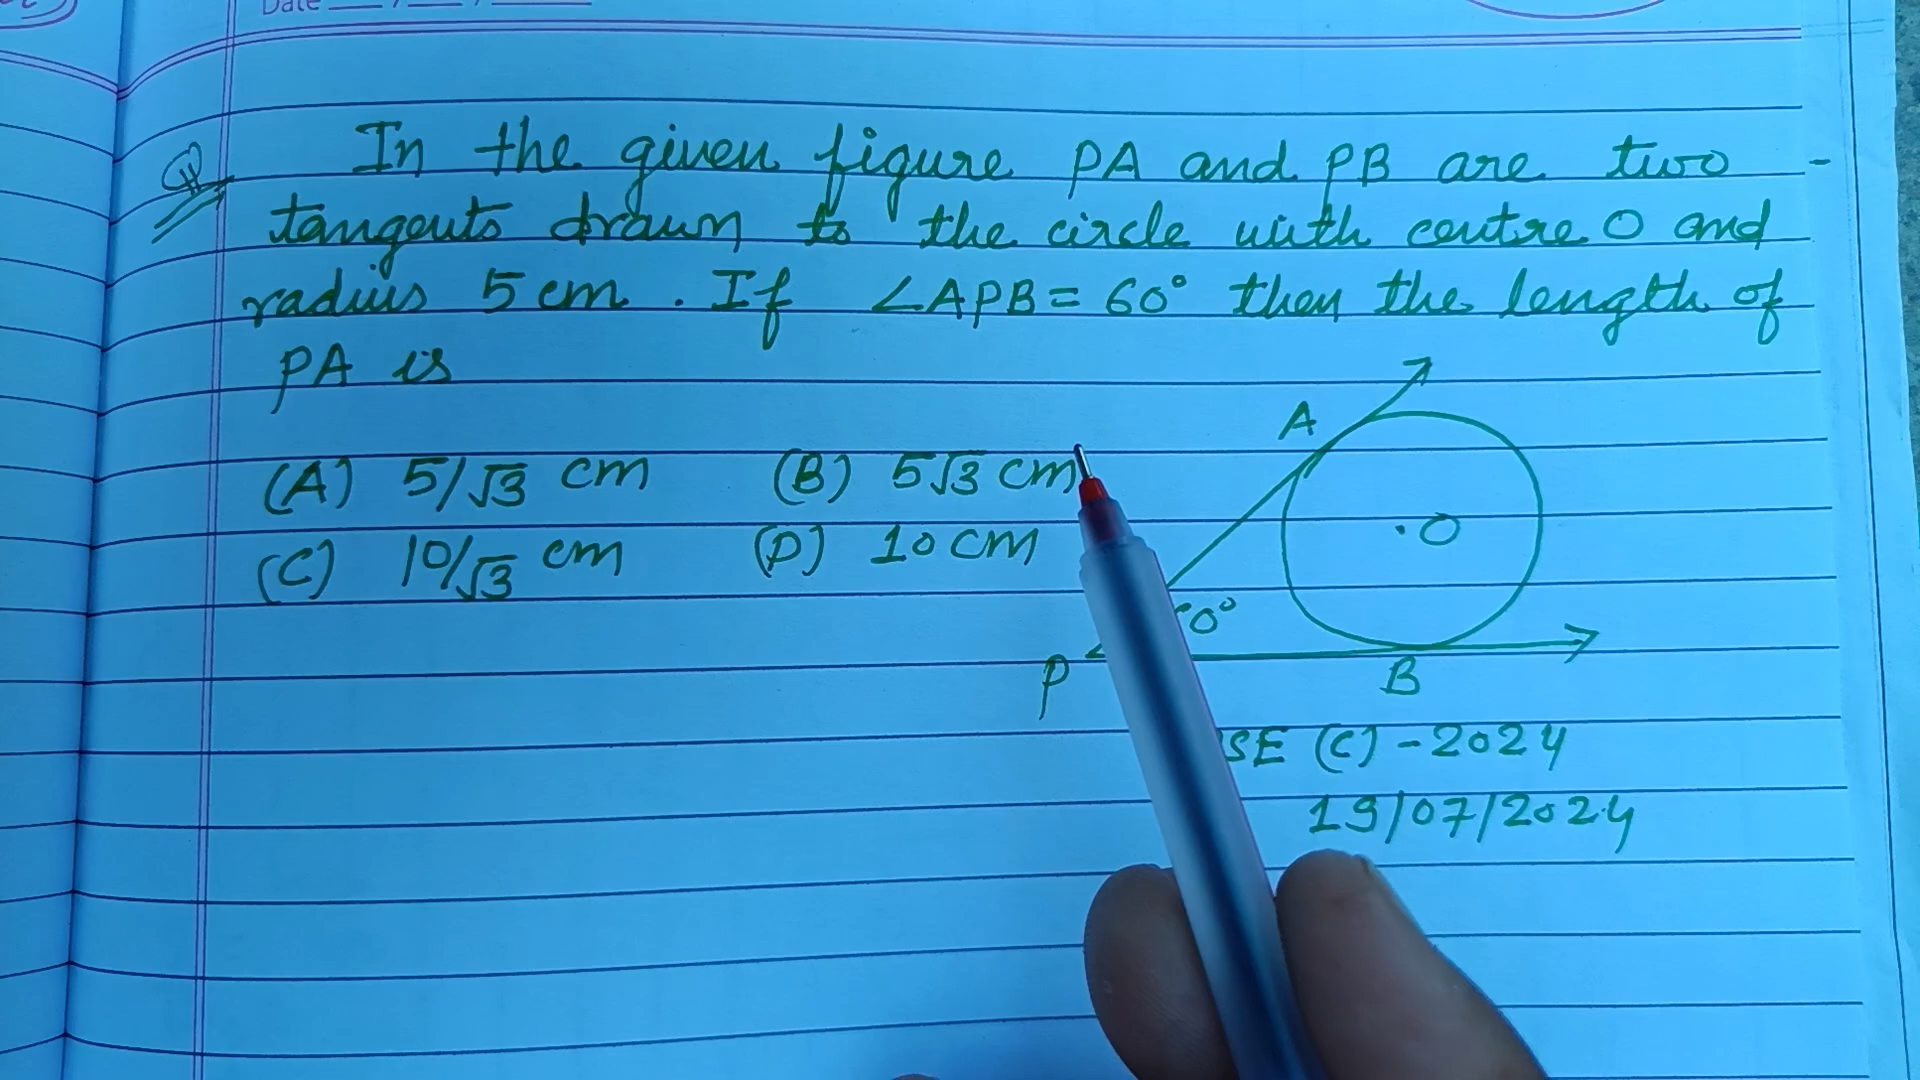 Date / /
Q In the given figure PA and PB are two -
tangents drawn to the circle with centre O and
radius 5 cm . If ∠APB = 60° then the length of
PA is
(A) 5/√3 cm (B) 5√3 cm
(C) 10/√3 cm (D) 10 cm
A
. O
0°
P
B
SE (C) - 2024
19/07/2024